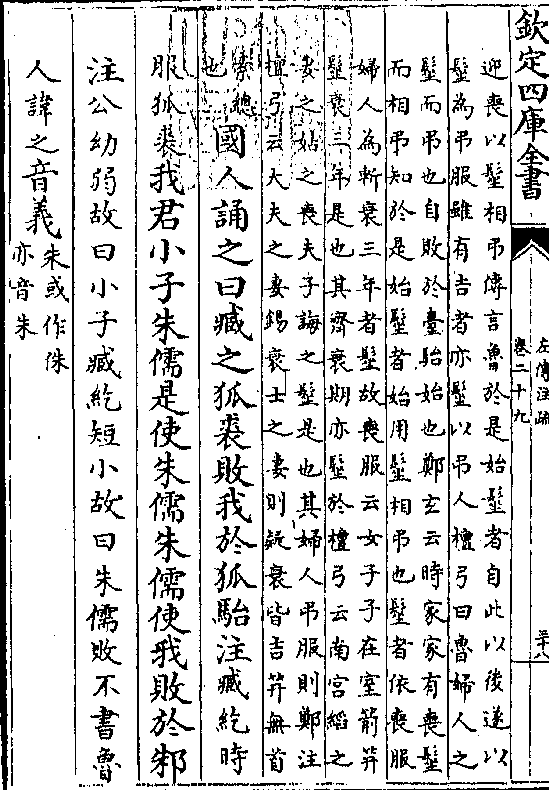 欽定四庫全書
左傳注疏
卷二十九
三十八
迎喪以髽相弔傳言魯於是始髽者自此以後遂以
髽為弔服雖有吉者亦髽以弔人檀弓曰魯婦人之
髽而弔也自敗於臺駘始也鄭玄云時家家有喪髽
而相弔知於是始髽者始用髽相弔也髽者依喪服
婦人為斬衰三年者髽故喪服云女子子在室箭笄
髽衰三年是也其齊衰期亦髽於檀弓云南宮縚之
妻之姑之喪夫子誨之髽是也其婦人弔服則鄭注
檀弓云大夫之妻錫衰士之妻則疑衰皆吉笄無首
素總也
國人誦之曰臧之狐裘敗我於狐駘注臧紇時
服狐裘我君小子朱儒是使朱儒朱儒使我敗於邾
注公幼弱故曰小子臧紇短小故曰朱儒敗不書魯
人諱之音義朱或作侏亦音朱